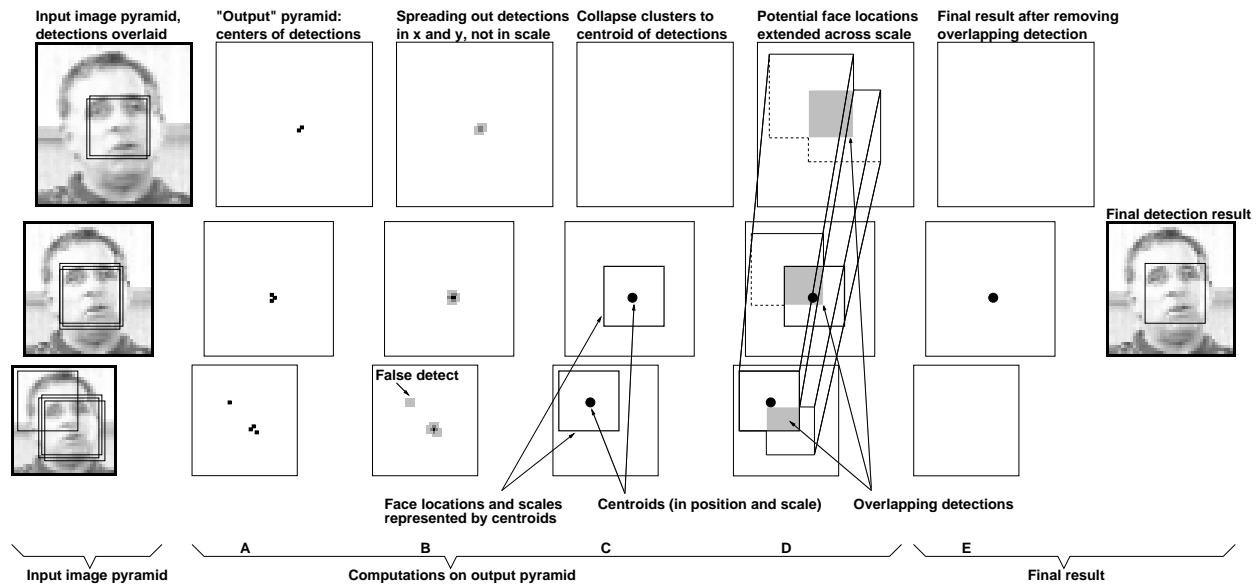 Input image pyramid,
detections overlaid
"Output" pyramid:
centers of detections
Spreading out detections
in x and y, not in scale
Collapse clusters to
centroid of detections
Potential face locations
extended across scale
Final result after removing
overlapping detection
Final detection result
False detect
Face locations and scales
represented by centroids
Centroids (in position and scale)
Overlapping detections
A
B
C
D
E
Input image pyramid
Computations on output pyramid
Final result